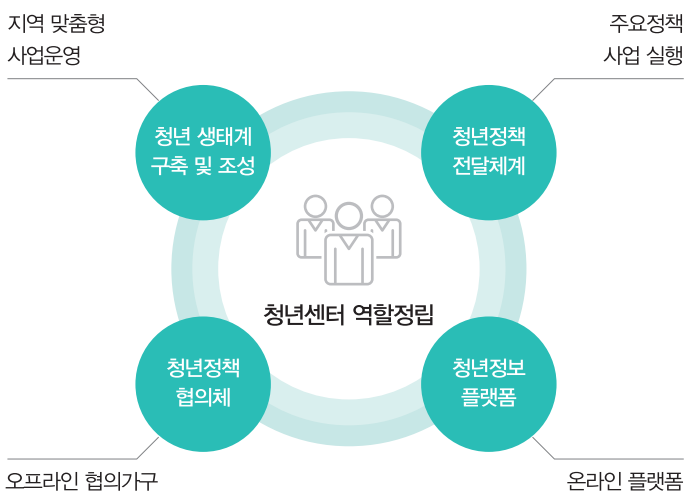 지역 맞춤형
사업운영
주요정책
사업 실행
청년 생태계
구축 및 조성
청년정책
전달체계
청년센터 역할정립
청년정책
협의체
청년정보
플랫폼
오프라인 협의가구
온라인 플랫폼